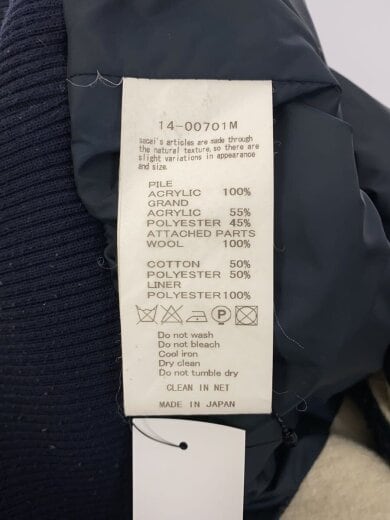 14-00701M
sacai's articles are made through
the natural texture, so there are
slight variations in appearance
and size.
PILE
ACRYLIC 100%
GRAND
ACRYLIC 55%
POLYESTER 45%
ATTACHED PARTS
WOOL 100%
COTTON 50%
POLYESTER 50%
LINER
POLYESTER100%
P
Do not wash
Do not bleach
Cool iron
Dry clean
Do not tumble dry
CLEAN IN NET
MADE IN JAPAN